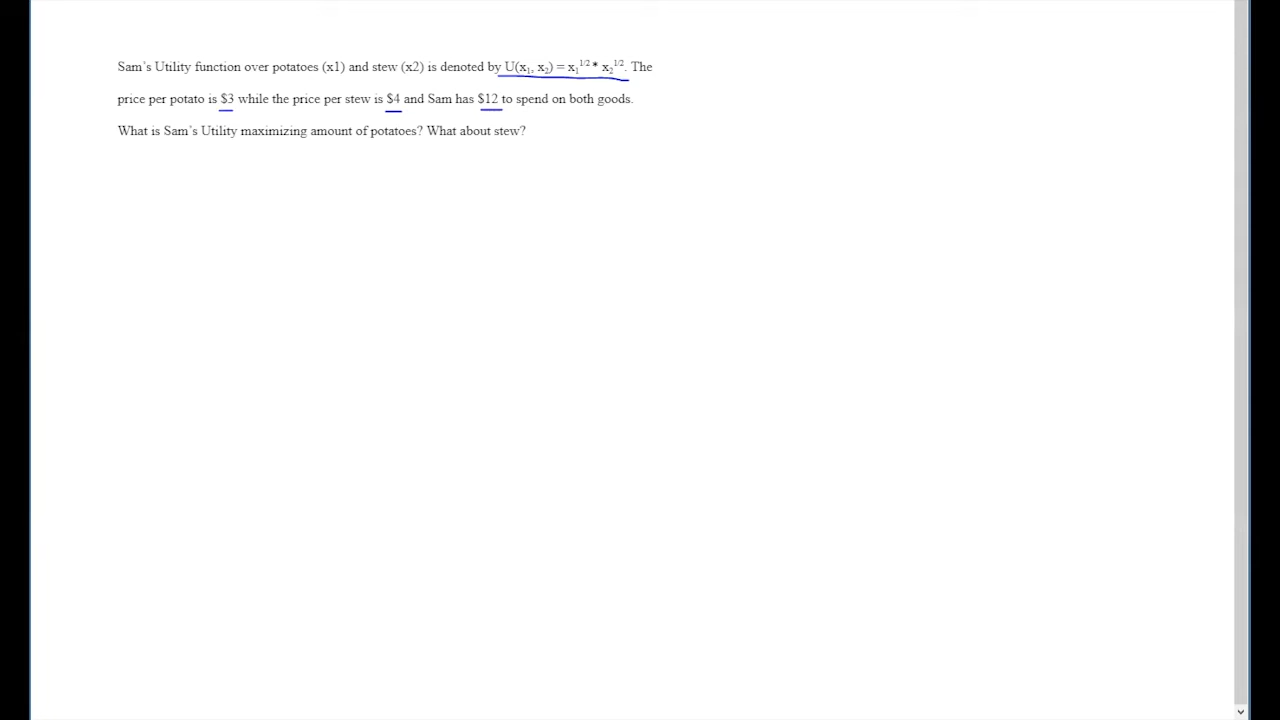 Sam's Utility function over potatoes (x1) and stew (x2) is denoted by U(x₁, x₂) = x₁^1/2 * x₂^1/2. The
price per potato is $3 while the price per stew is $4 and Sam has $12 to spend on both goods.
What is Sam's Utility maximizing amount of potatoes? What about stew?